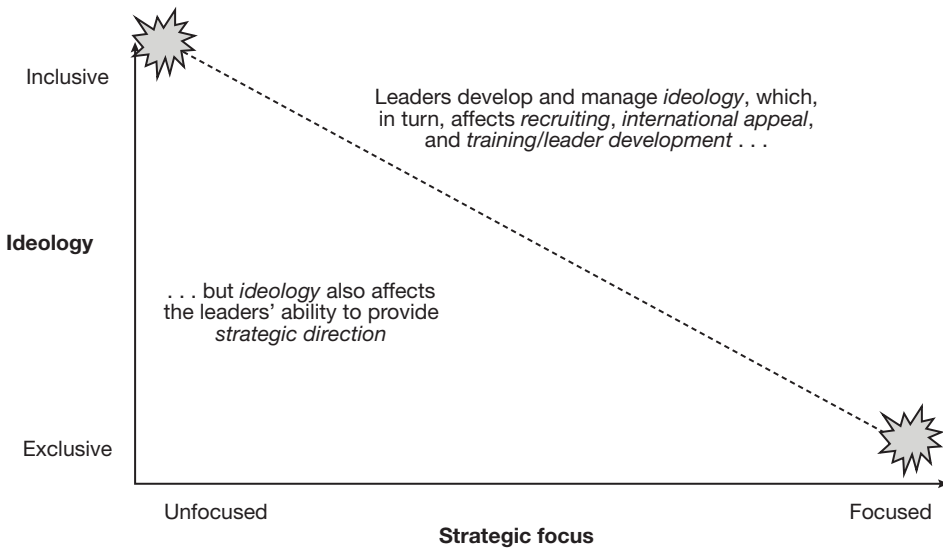 Inclusive
Leaders develop and manage ideology, which,
in turn, affects recruiting, international appeal,
and training/leader development . . .
Ideology
. . . but ideology also affects
the leaders’ ability to provide
strategic direction
Exclusive
Unfocused
Focused
Strategic focus